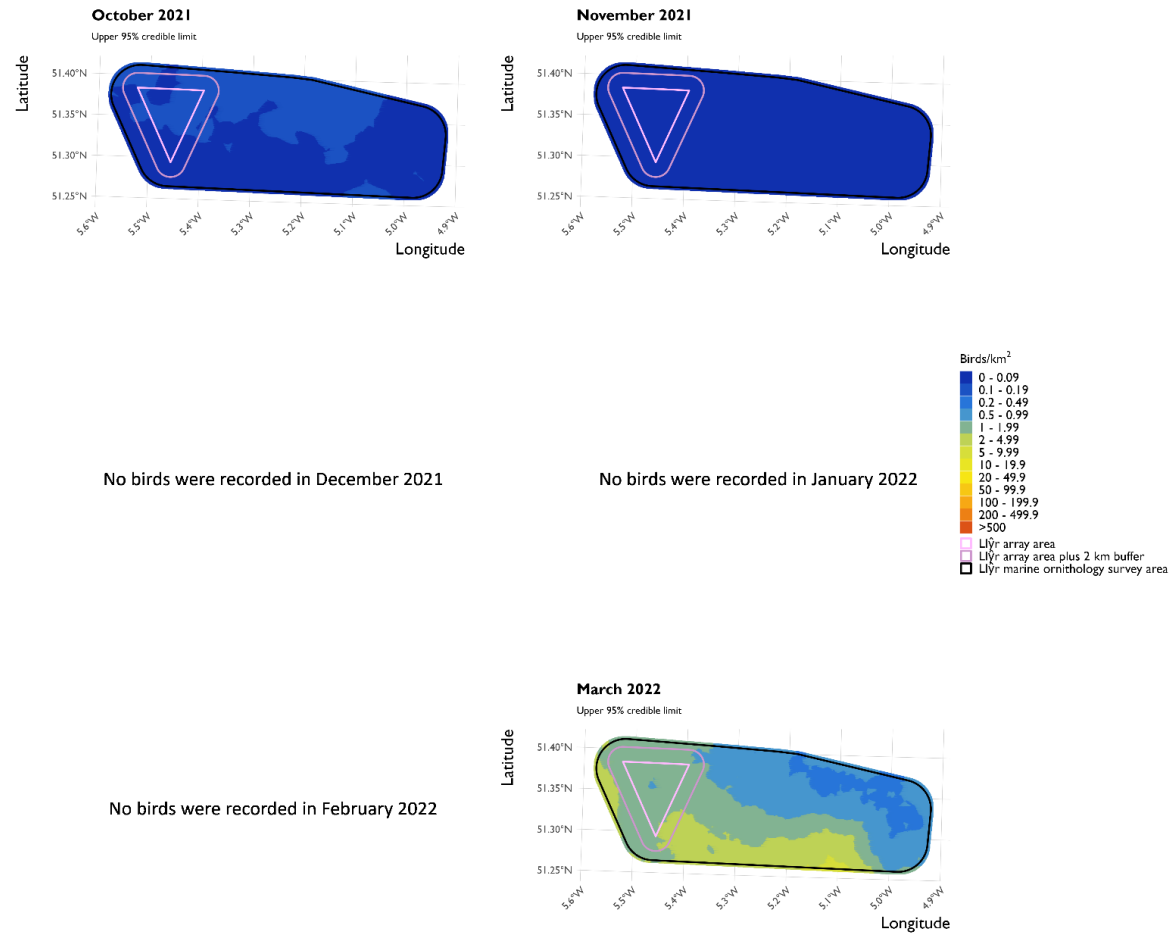 October 2021
Upper 95% credible limit
Latitude
51.40°N
51.35°N
51.30°N
51.25°N
5.6°W
5.5°W
5.4°W
5.3°W
5.2°W
5.1°W
5.0°W
4.9°W
Longitude
November 2021
Upper 95% credible limit
Latitude
51.40°N
51.35°N
51.30°N
51.25°N
5.6°W
5.5°W
5.4°W
5.3°W
5.2°W
5.1°W
5.0°W
4.9°W
Longitude
No birds were recorded in December 2021
No birds were recorded in January 2022
Birds/km²
0 - 0.09
0.1 - 0.19
0.2 - 0.49
0.5 - 0.99
1 - 1.99
2 - 4.99
5 - 9.99
10 - 19.9
20 - 49.9
50 - 99.9
100 - 199.9
200 - 499.9
>500
Llŷr array area
Llŷr array area plus 2 km buffer
Llŷr marine ornithology survey area
No birds were recorded in February 2022
March 2022
Upper 95% credible limit
Latitude
51.40°N
51.35°N
51.30°N
51.25°N
5.6°W
5.5°W
5.4°W
5.3°W
5.2°W
5.1°W
5.0°W
4.9°W
Longitude